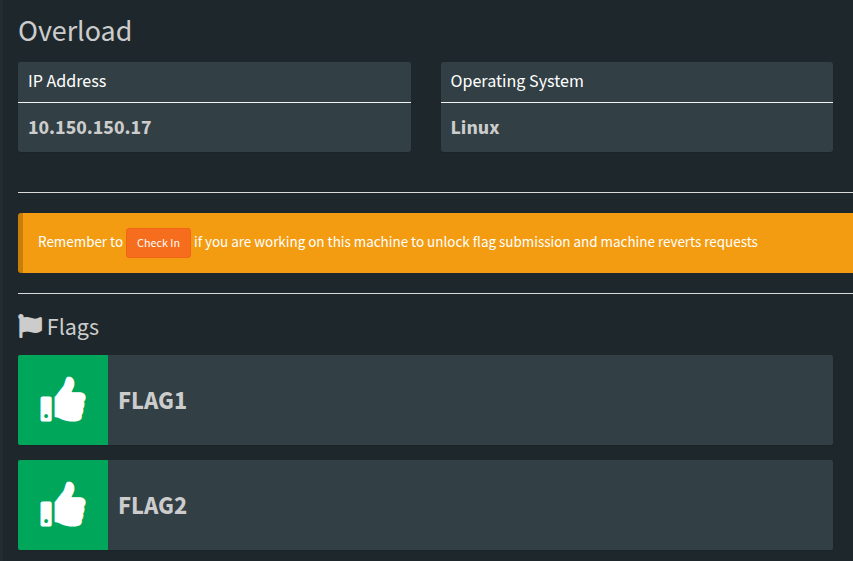 Overload
IP Address
Operating System
10.150.150.17
Linux
Remember to Check In if you are working on this machine to unlock flag submission and machine reverts requests
Flags
FLAG1
FLAG2